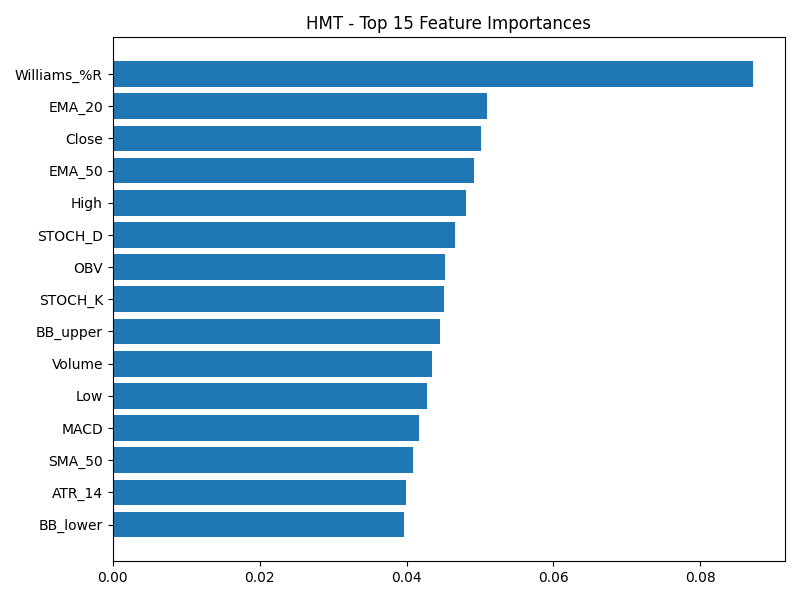 HMT - Top 15 Feature Importances
Williams_%R
EMA_20
Close
EMA_50
High
STOCH_D
OBV
STOCH_K
BB_upper
Volume
Low
MACD
SMA_50
ATR_14
BB_lower
0.00 0.02 0.04 0.06 0.08